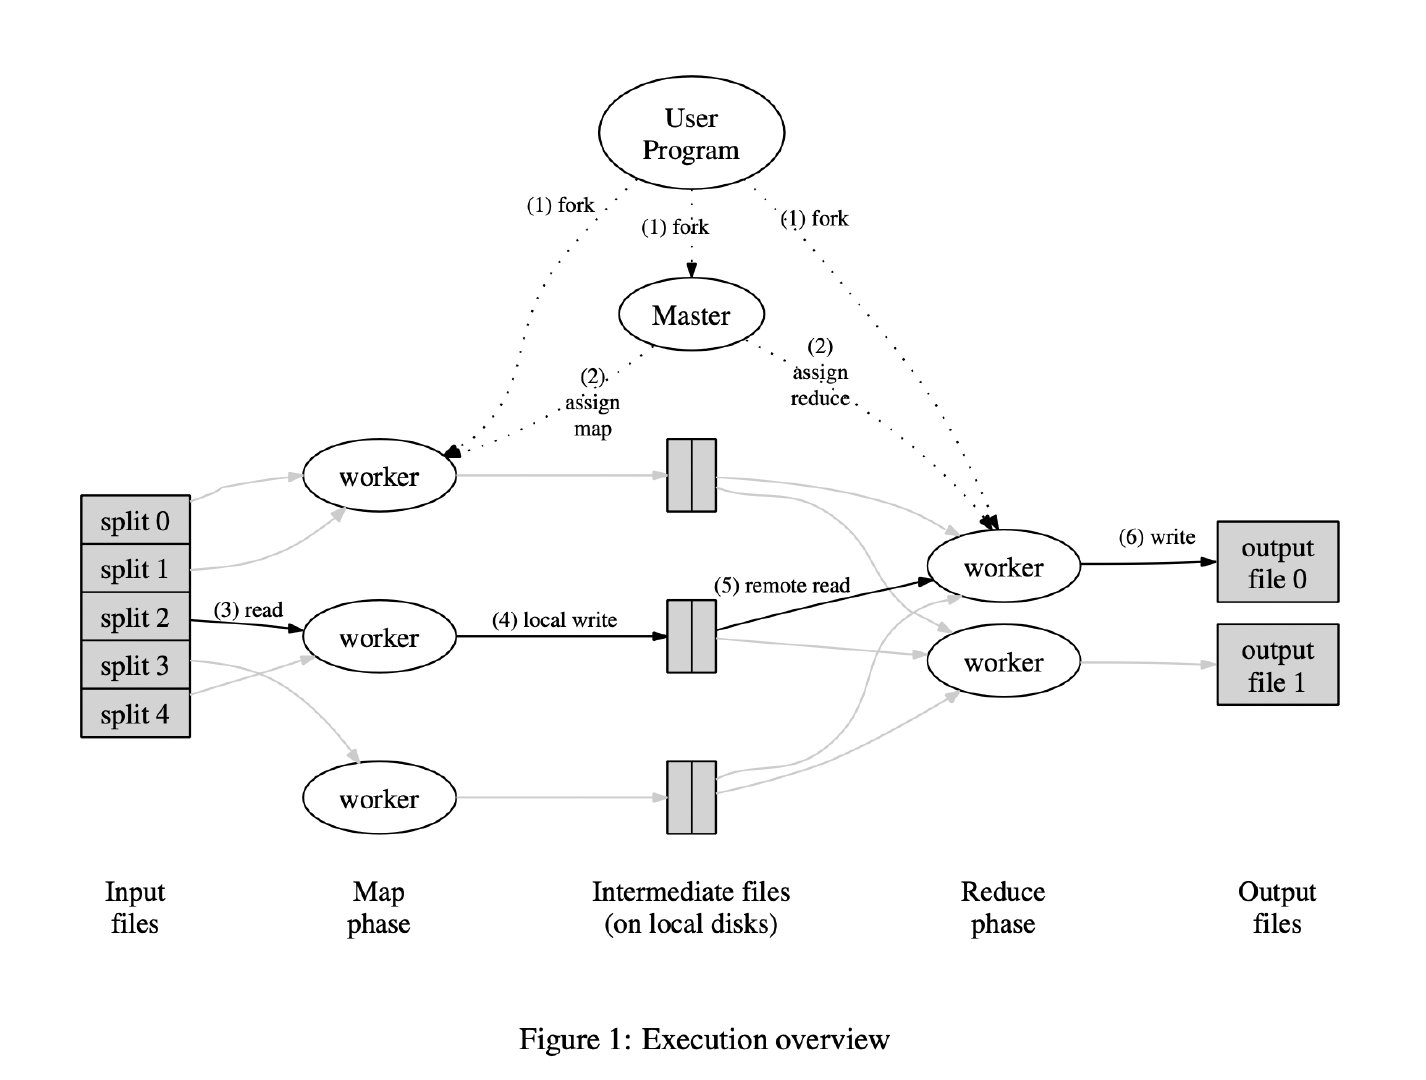 User
Program
(1) fork
(1) fork
(1) fork
Master
(2)
assign
map
(2)
assign
reduce
worker
split 0
split 1
split 2
split 3
split 4
(3) read
worker
(4) local write
worker
(5) remote read
worker
worker
(6) write
output
file 0
output
file 1
Input
files
Map
phase
Intermediate files
(on local disks)
Reduce
phase
Output
files
Figure 1: Execution overview